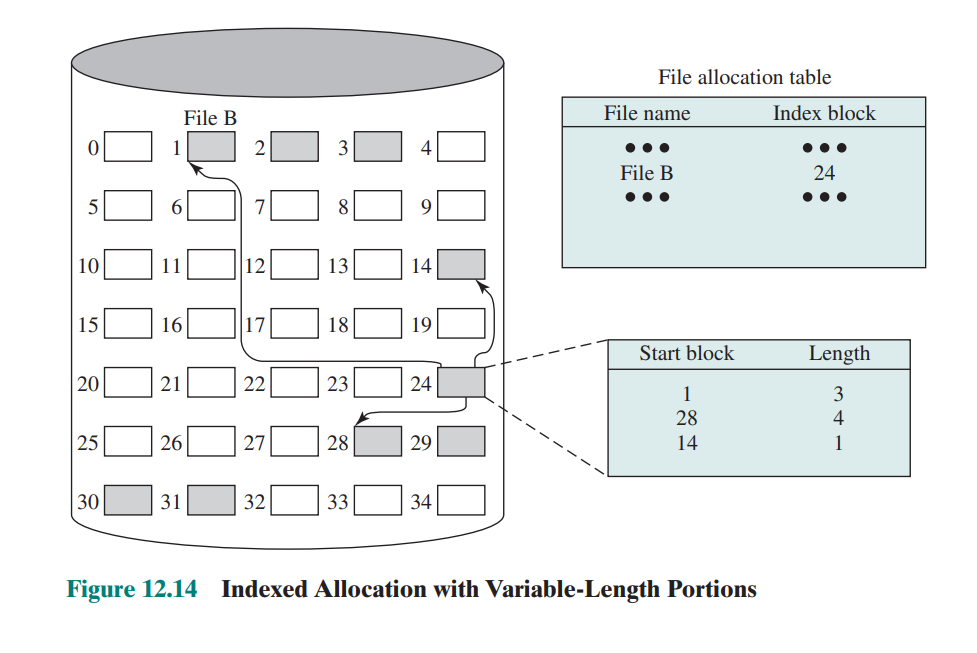 File allocation table
File name Index block
••• •••
File B 24
••• •••
File B
0 1 2 3 4
5 6 7 8 9
10 11 12 13 14
15 16 17 18 19
20 21 22 23 24
25 26 27 28 29
30 31 32 33 34
Start block Length
1 3
28 4
14 1
Figure 12.14 Indexed Allocation with Variable-Length Portions